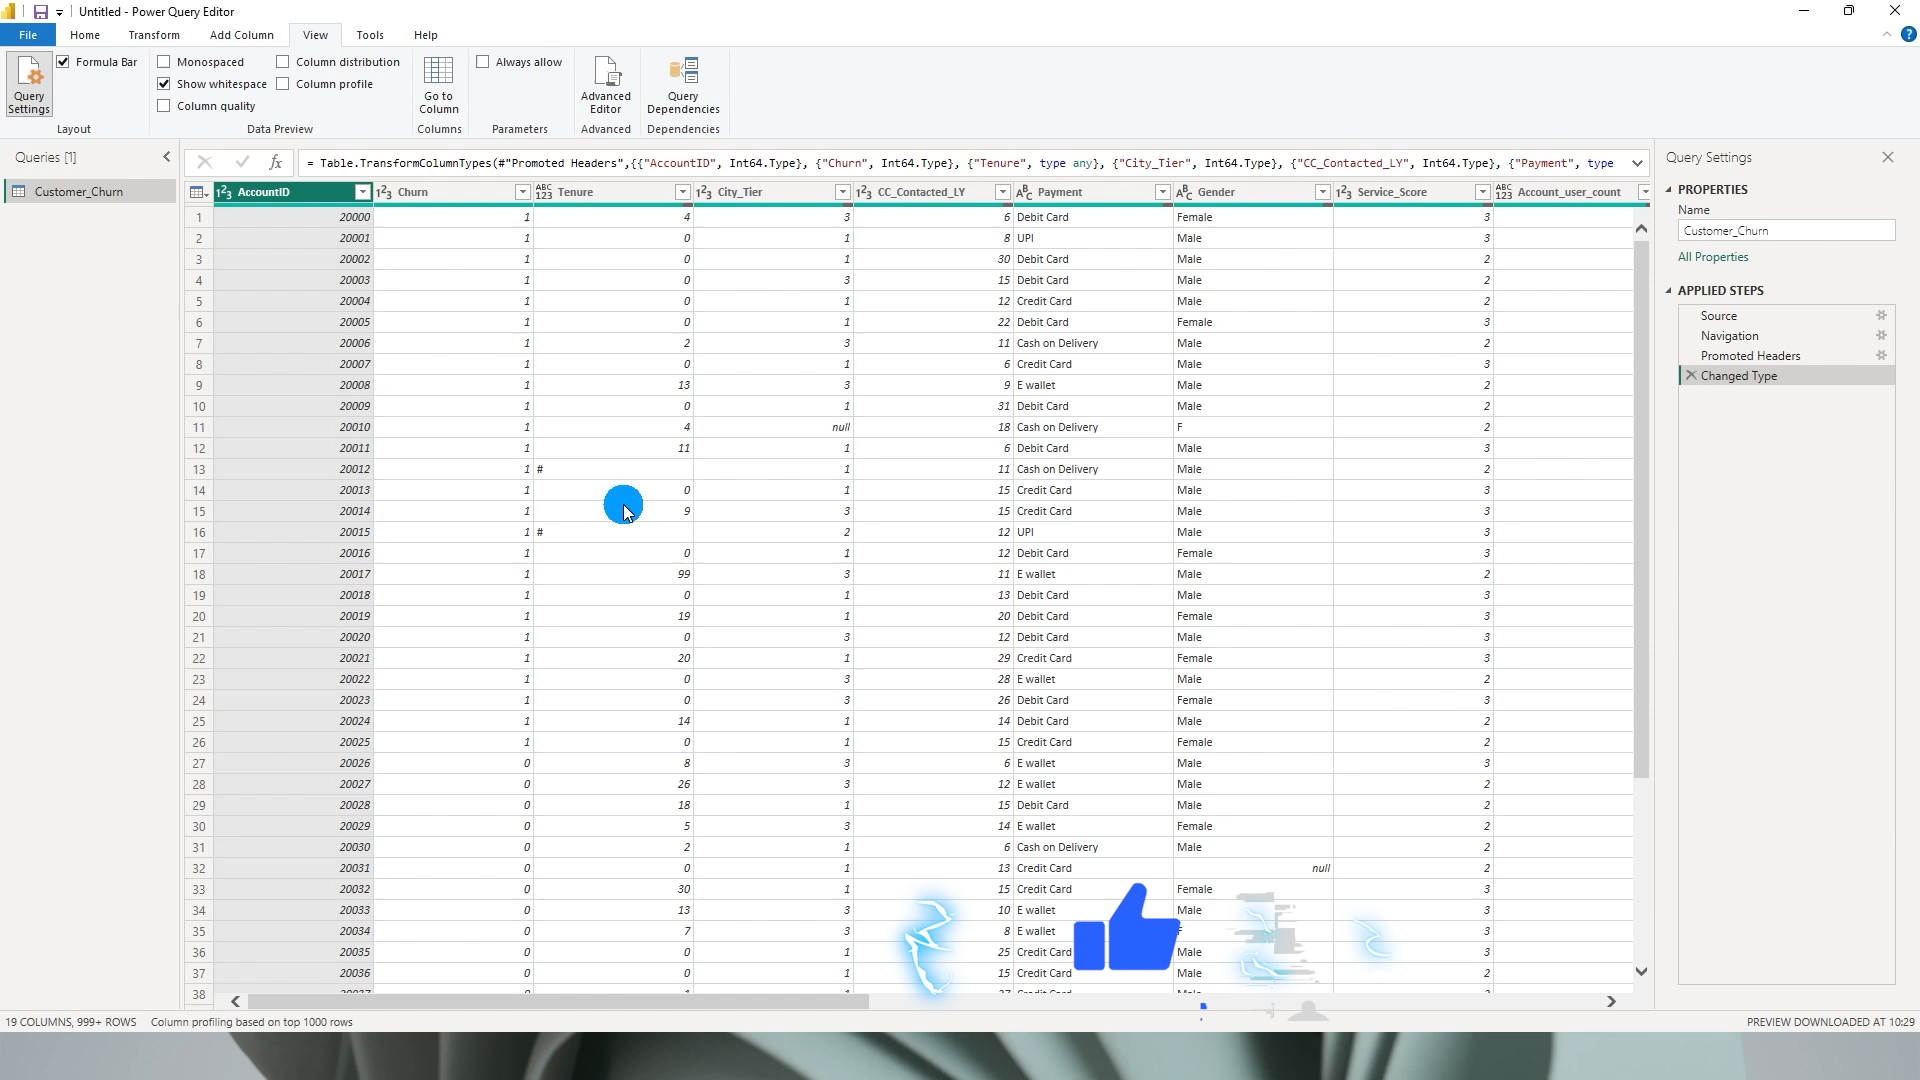 Untitled - Power Query Editor
File Home Transform Add Column View Tools Help
Query Settings
Formula Bar
Layout
Monospaced
Show whitespace
Column quality
Column distribution
Column profile
Data Preview
Go to Column
Columns
Always allow
Parameters
Advanced Editor
Advanced
Query Dependencies
Dependencies
Queries [1]
Customer_Churn
fx = Table.TransformColumnTypes(#"Promoted Headers",{{"AccountID", Int64.Type}, {"Churn", Int64.Type}, {"Tenure", type any}, {"City_Tier", Int64.Type}, {"CC_Contacted_LY", Int64.Type}, {"Payment", type
123 AccountID 123 Churn ABC 123 Tenure 123 City_Tier 123 CC_Contacted_LY ABC Payment ABC Gender 123 Service_Score ABC 123 Account_user_count
1 20000 1 4 3 6 Debit Card Female 3
2 20001 1 0 1 8 UPI Male 3
3 20002 1 0 1 30 Debit Card Male 2
4 20003 1 0 3 15 Debit Card Male 2
5 20004 1 0 1 12 Credit Card Male 2
6 20005 1 0 1 22 Debit Card Female 3
7 20006 1 2 3 11 Cash on Delivery Male 2
8 20007 1 0 1 6 Credit Card Male 2
9 20008 1 13 3 9 E wallet Male 2
10 20009 1 0 1 31 Debit Card Male 2
11 20010 1 4 null 18 Cash on Delivery F 2
12 20011 1 11 1 6 Debit Card Male 2
13 20012 1 # 1 11 Cash on Delivery Male 2
14 20013 1 0 1 15 Credit Card Male 3
15 20014 1 9 3 15 Credit Card Male 3
16 20015 1 # 2 12 UPI Male 3
17 20016 1 0 1 12 Debit Card Female 3
18 20017 1 99 3 11 E wallet Male 2
19 20018 1 0 1 13 Debit Card Male 3
20 20019 1 19 1 20 Debit Card Female 3
21 20020 1 0 3 12 Debit Card Male 3
22 20021 1 20 1 29 Credit Card Female 3
23 20022 1 0 3 28 E wallet Male 2
24 20023 1 0 3 26 Debit Card Female 3
25 20024 1 14 1 14 Debit Card Male 2
26 20025 1 0 1 15 Credit Card Female 2
27 20026 0 8 3 6 E wallet Male 3
28 20027 0 26 3 12 E wallet Male 2
29 20028 0 18 1 15 Debit Card Male 2
30 20029 0 5 3 14 E wallet Female 2
31 20030 0 2 1 6 Cash on Delivery Male 2
32 20031 0 0 1 13 Credit Card null 2
33 20032 0 30 1 15 Credit Card Female 3
34 20033 0 13 3 10 E wallet Male 3
35 20034 0 7 3 8 E wallet F 3
36 20035 0 0 1 25 Credit Card Male 3
37 20036 0 0 1 15 Credit Card Male 2
38
Query Settings
PROPERTIES
Name
Customer_Churn
All Properties
APPLIED STEPS
Source
Navigation
Promoted Headers
Changed Type
19 COLUMNS, 999+ ROWS Column profiling based on top 1000 rows
PREVIEW DOWNLOADED AT 10:29